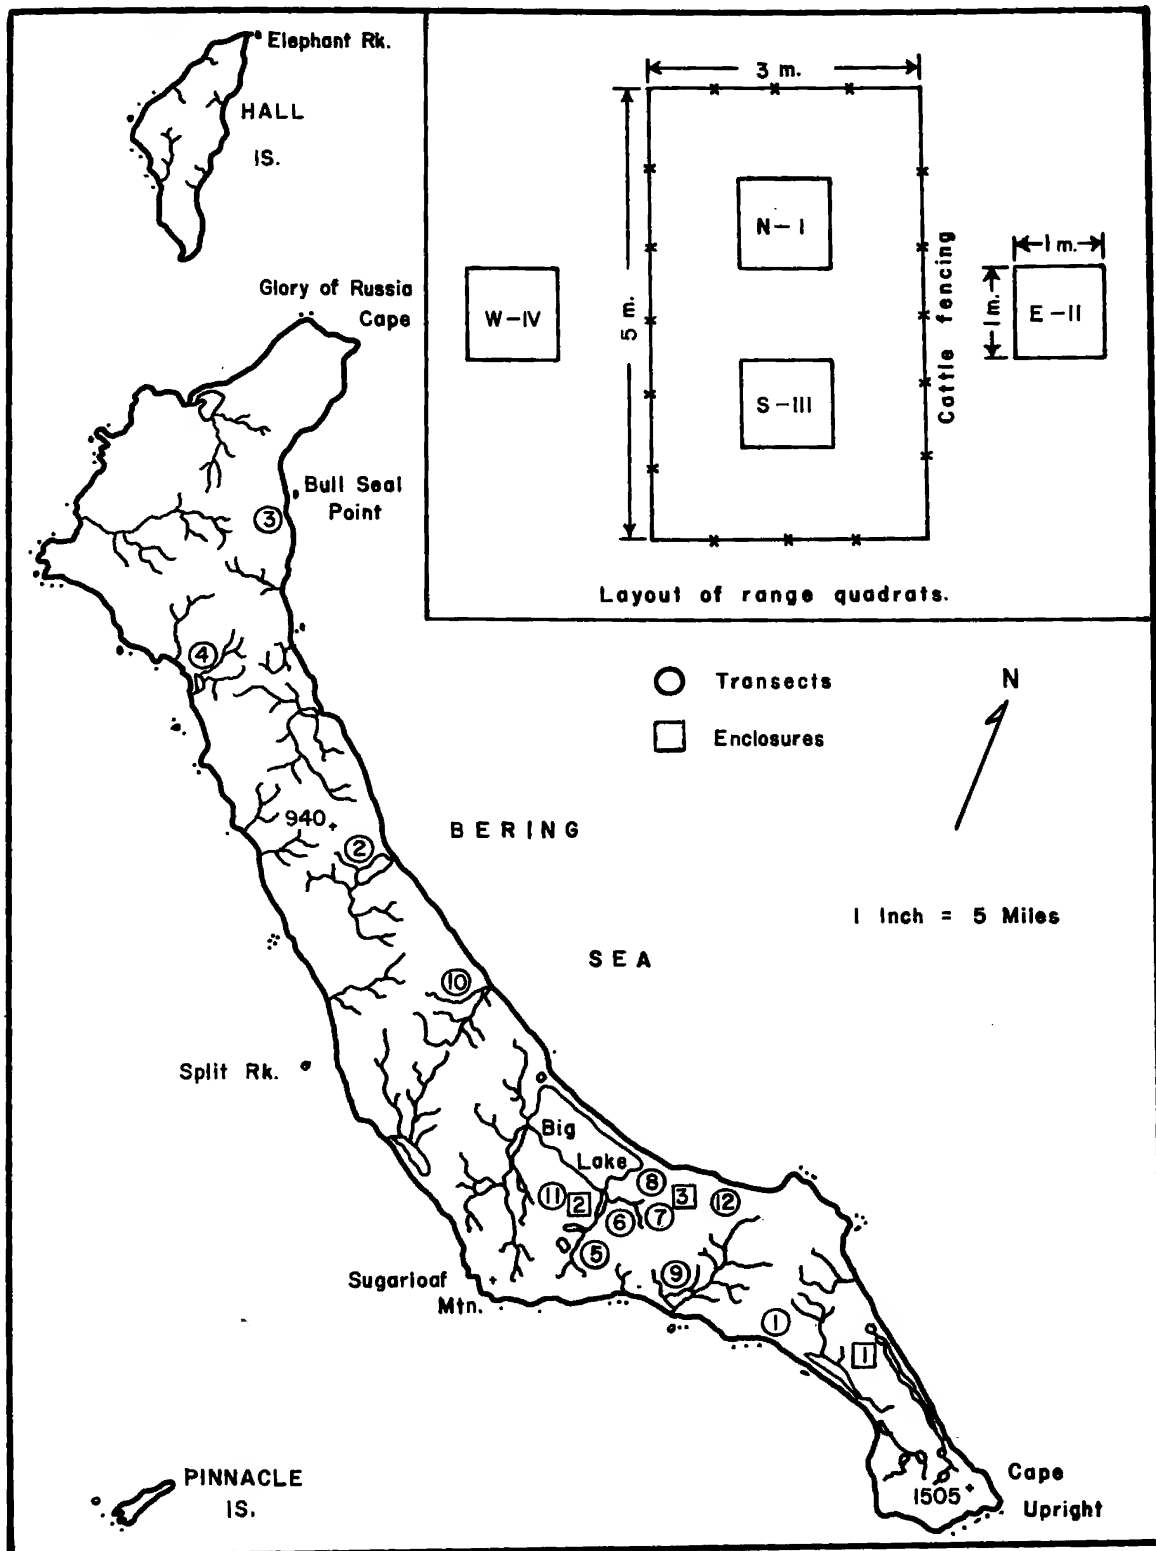 Elephant Rk.
HALL
IS.
Glory of Russia
Cape
3 m.
5 m.
N-I
W-IV
S-III
1 m.
1 m.
E-II
Cattle fencing
Layout of range quadrats.
Bull Seal
Point
3
4
Transects
Enclosures
N
940
2
BERING
SEA
1 Inch = 5 Miles
10
Split Rk.
Big
Lake
11
2
8
3
12
6
7
5
9
Sugarloaf
Mtn.
1
1
PINNACLE
IS.
1505
Cape
Upright